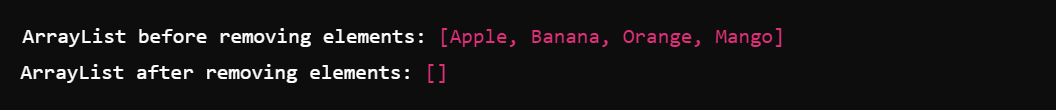 ArrayList before removing elements: [Apple, Banana, Orange, Mango]
ArrayList after removing elements: []